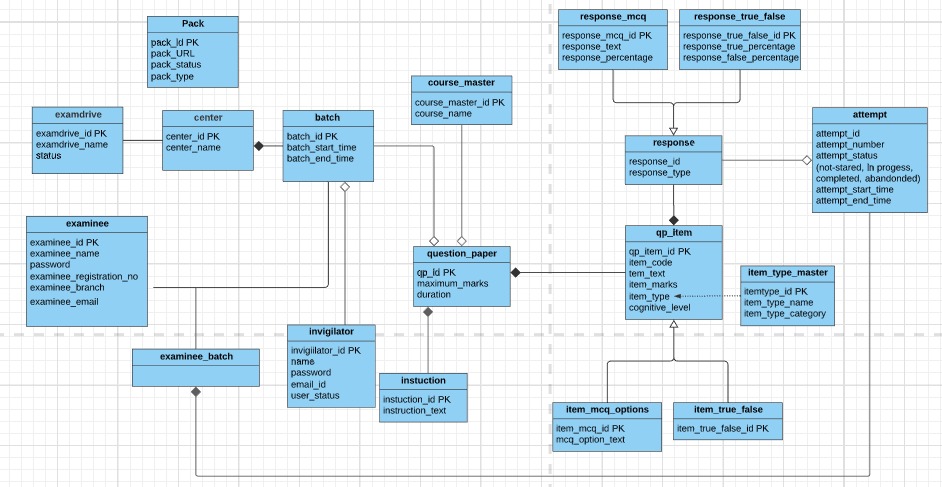 Pack
pack_id PK
pack_URL
pack_status
pack_type
response_mcq
response_mcq_id PK
response_text
response_percentage
response_true_false
response_true_false_id PK
response_true_percentage
response_false_percentage
course_master
course_master_id PK
course_name
examdrive
examdrive_id PK
examdrive_name
status
center
center_id PK
center_name
batch
batch_id PK
batch_start_time
batch_end_time
response
response_id
response_type
attempt
attempt_id
attempt_number
attempt_status
(not-stared, In progess,
completed, abandonded)
attempt_start_time
attempt_end_time
examinee
examinee_id PK
examinee_name
password
examinee_registration_no
examinee_branch
examinee_email
question_paper
qp_id PK
maximum_marks
duration
qp_item
qp_item_id PK
item_code
tem_text
item_marks
item_type
cognitive_level
item_type_master
itemtype_id PK
item_type_name
item_type_category
invigilator
invigiilator_id PK
name
password
email_id
user_status
examinee_batch
instuction
instuction_id PK
instruction_text
item_mcq_options
item_mcq_id PK
mcq_option_text
item_true_false
item_true_false_id PK